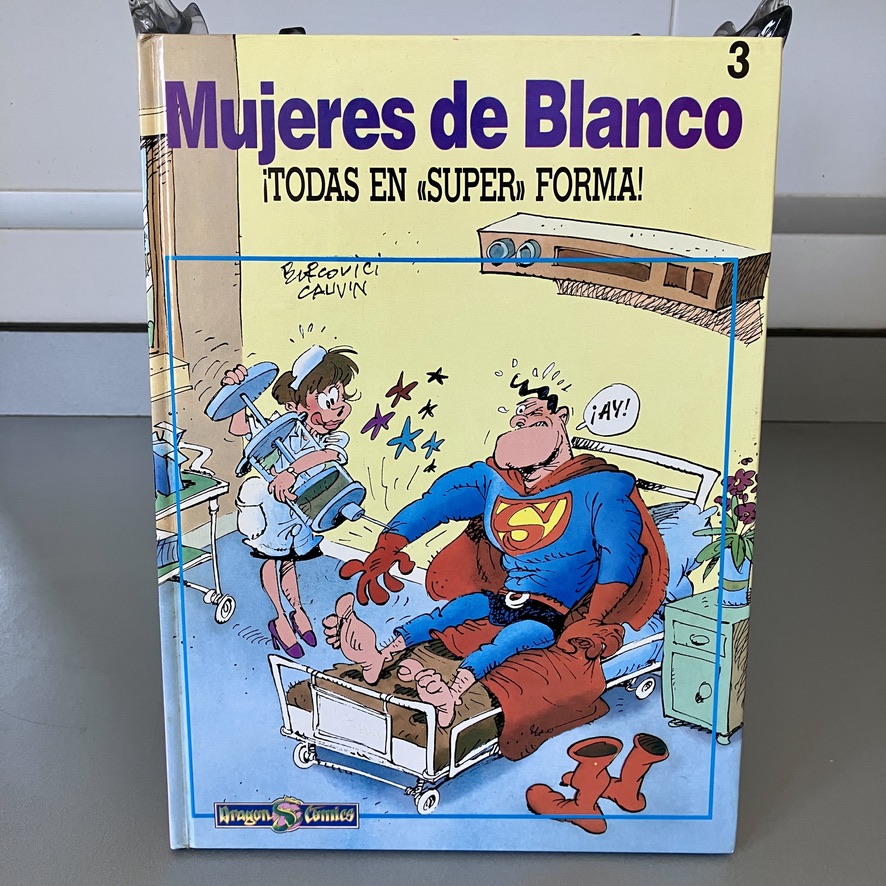 3
Mujeres de Blanco
¡TODAS EN «SUPER» FORMA!
BERCOVICI
CAUVIN
¡AY!
S
Dragon Comics